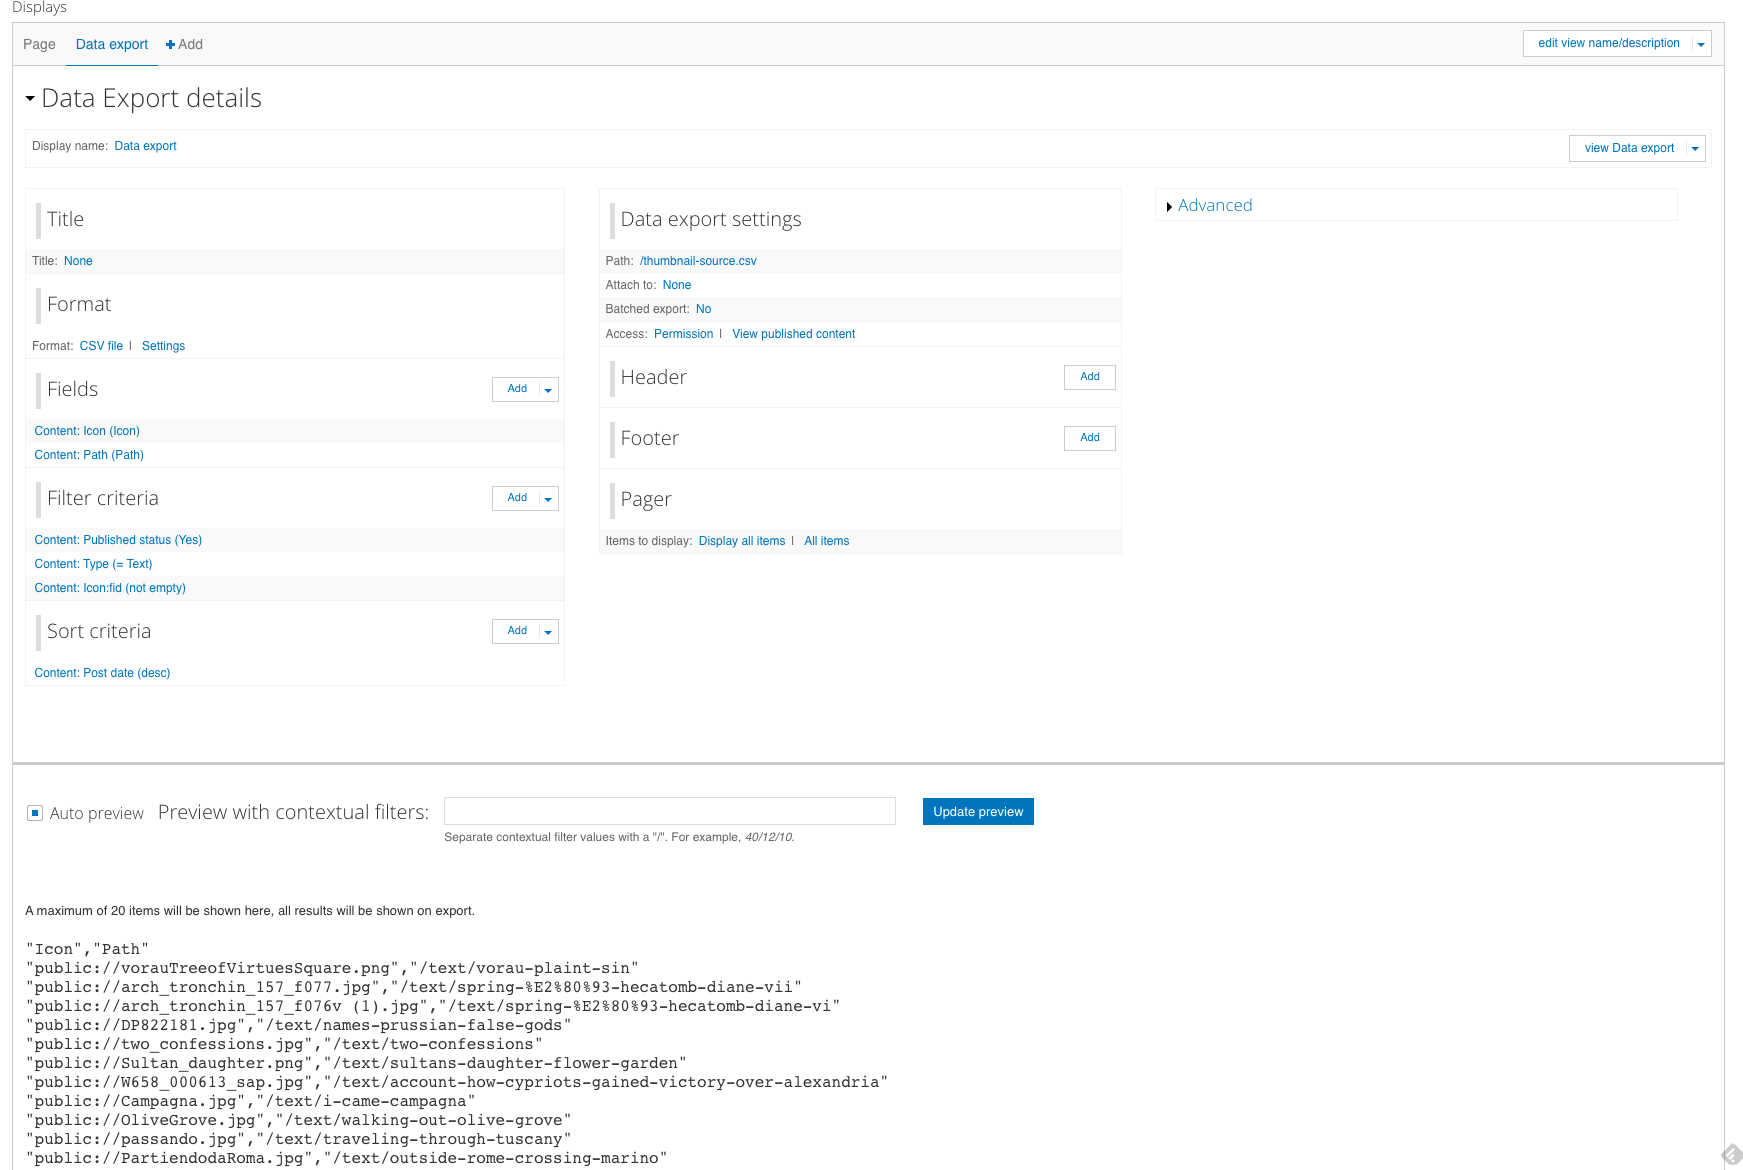 Displays
Page Data export Add edit view name/description
Data Export details
Display name: Data export view Data export
Title
Title: None
Format
Format: CSV file | Settings
Fields Add
Content: Icon (Icon)
Content: Path (Path)
Filter criteria Add
Content: Published status (Yes)
Content: Type (= Text)
Content: Icon:fid (not empty)
Sort criteria Add
Content: Post date (desc)
Data export settings
Path: /thumbnail-source.csv
Attach to: None
Batched export: No
Access: Permission | View published content
Header Add
Footer Add
Pager
Items to display: Display all items | All items
Advanced
Auto preview Preview with contextual filters: Update preview
Separate contextual filter values with a "/". For example, 40/12/10.
A maximum of 20 items will be shown here, all results will be shown on export.
"Icon","Path"
"public://vorauTreeofVirtuesSquare.png","/text/vorau-plaint-sin"
"public://arch_tronchin_157_f077.jpg","/text/spring-%E2%80%93-hecatomb-diane-vii"
"public://arch_tronchin_157_f076v (1).jpg","/text/spring-%E2%80%93-hecatomb-diane-vi"
"public://DP822181.jpg","/text/names-prussian-false-gods"
"public://two_confessions.jpg","/text/two-confessions"
"public://Sultan_daughter.png","/text/sultans-daughter-flower-garden"
"public://W658_000613_sap.jpg","/text/account-how-cypriots-gained-victory-over-alexandria"
"public://Campagna.jpg","/text/i-came-campagna"
"public://OliveGrove.jpg","/text/walking-out-olive-grove"
"public://passando.jpg","/text/traveling-through-tuscany"
"public://PartiendodaRoma.jpg","/text/outside-rome-crossing-marino"